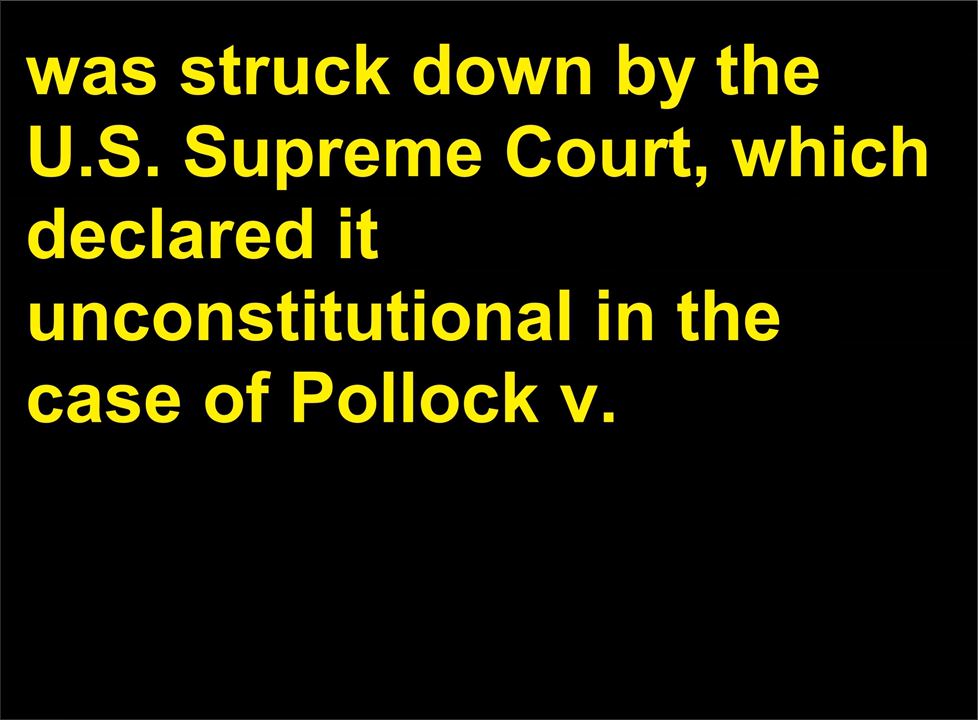 was struck down by the
U.S. Supreme Court, which
declared it
unconstitutional in the
case of Pollock v.